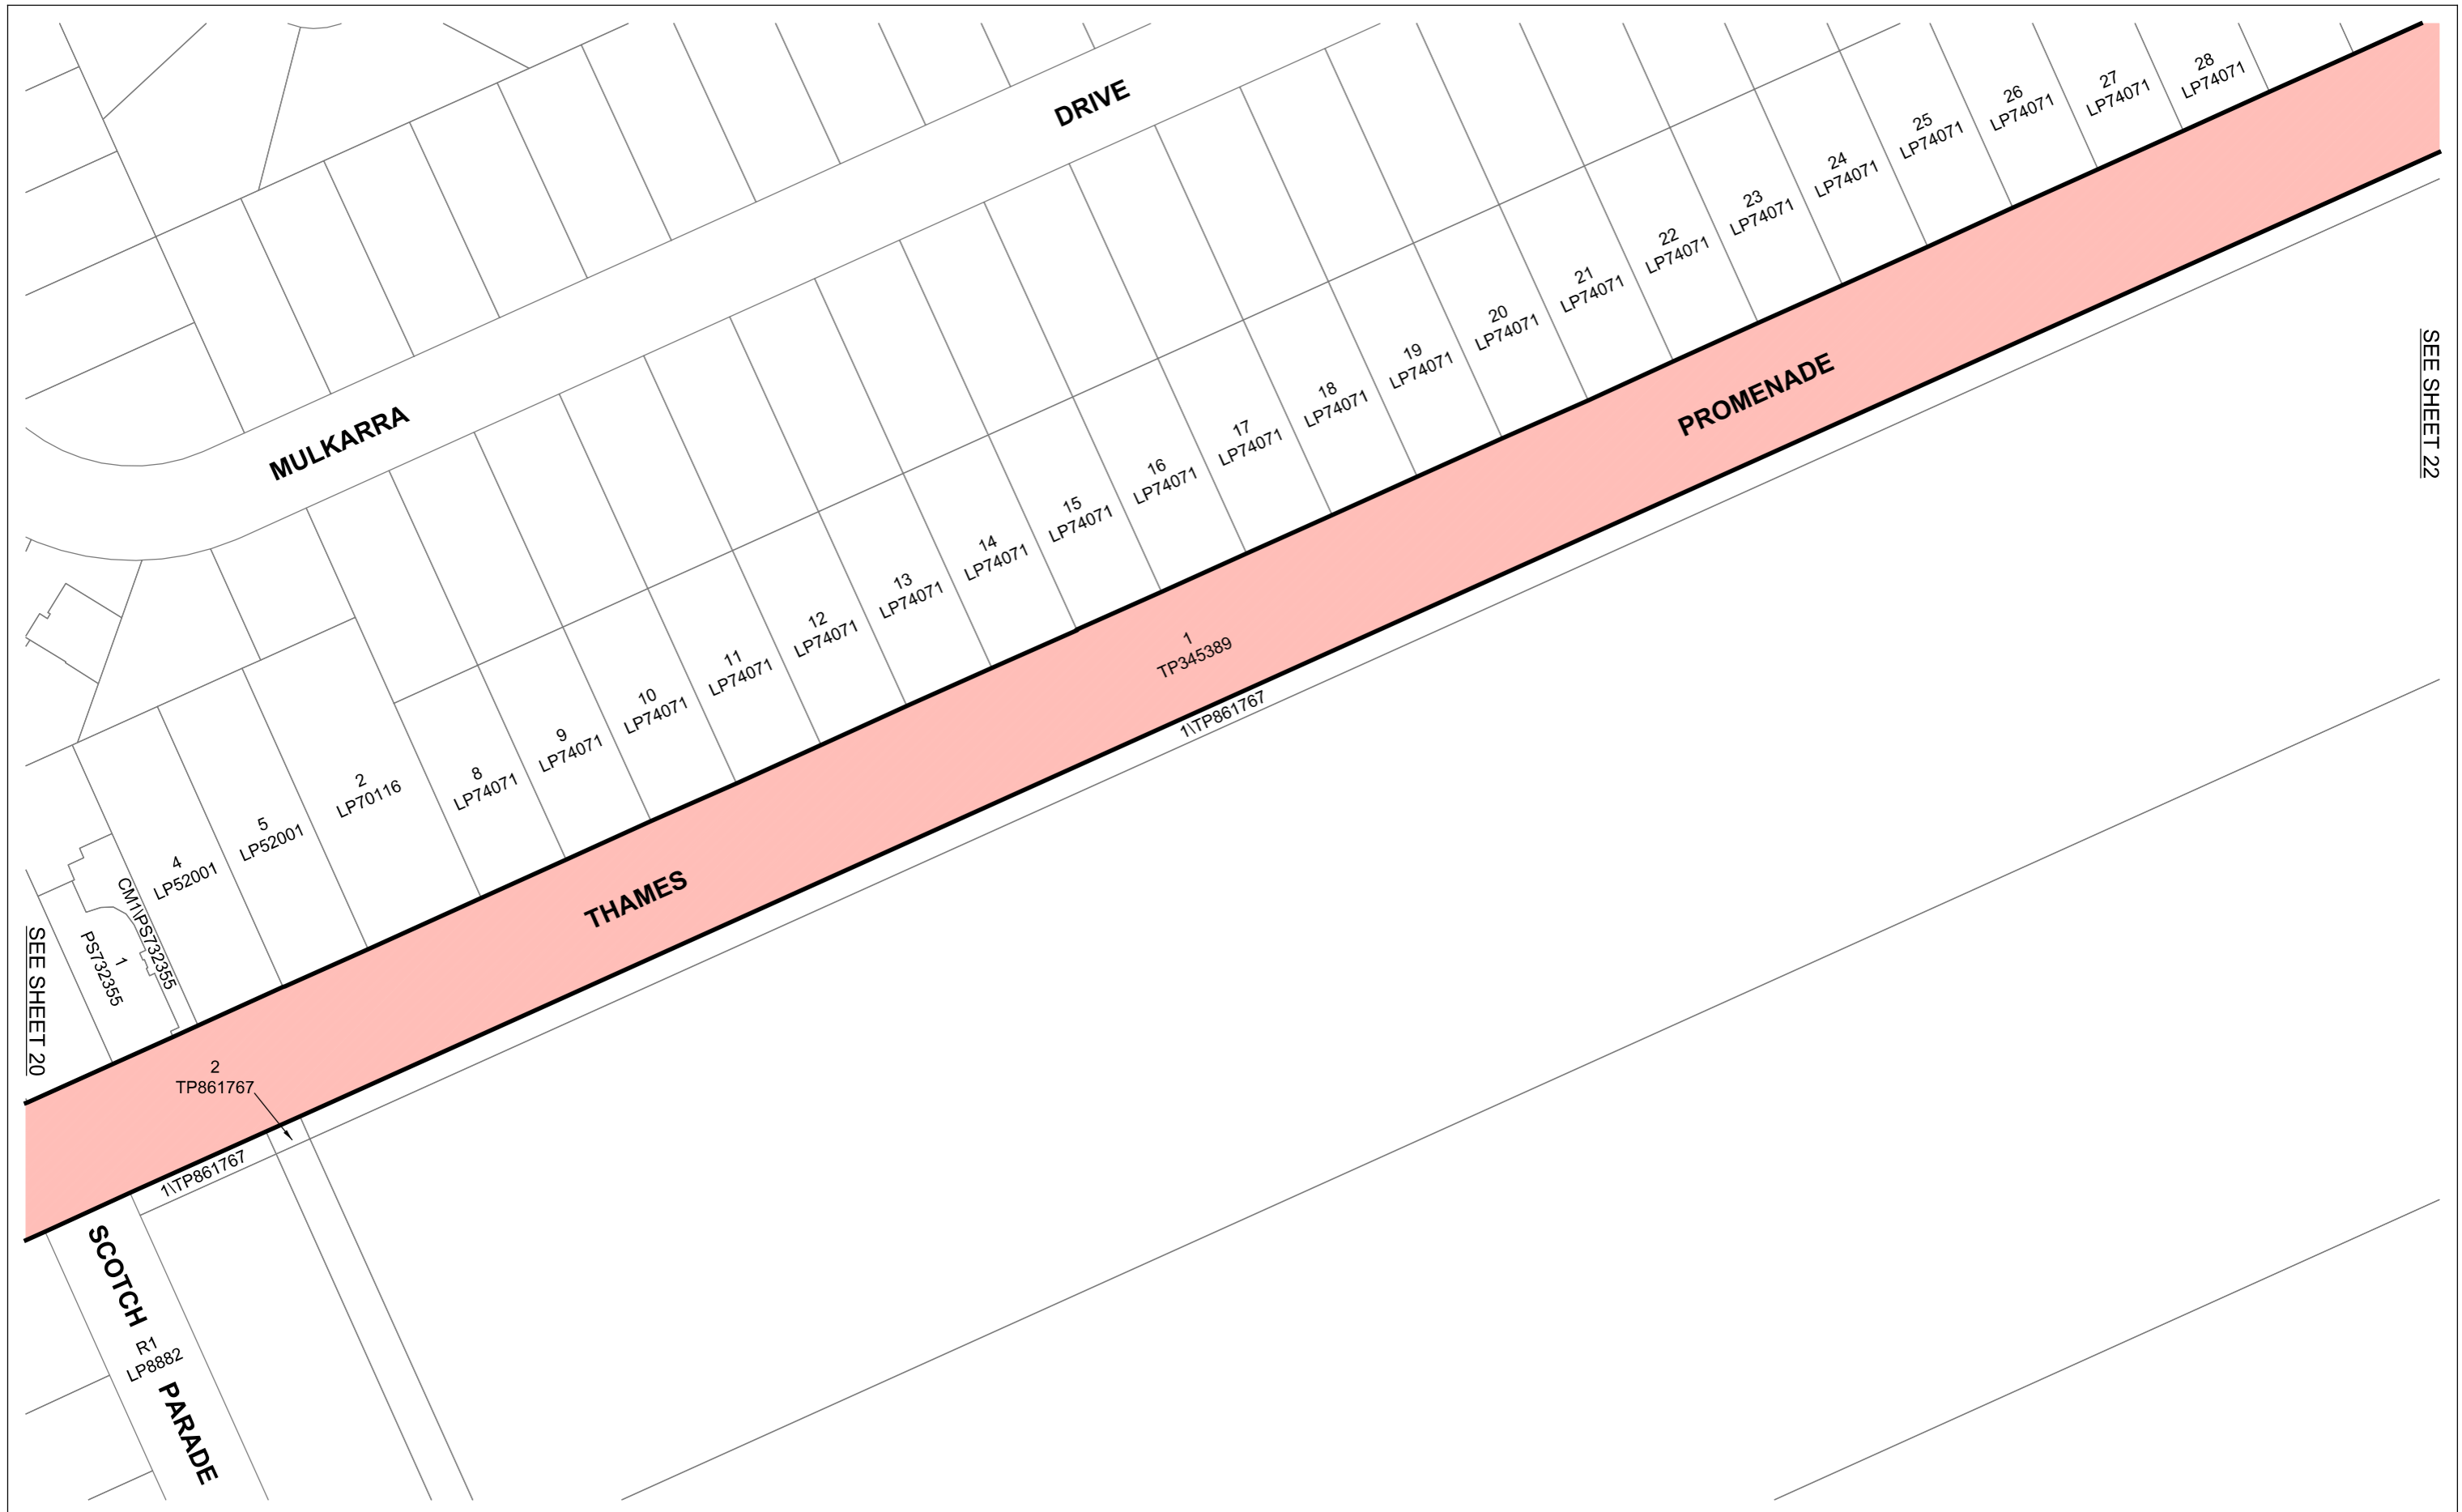 DRIVE
MULKARRA
28
LP74071
27
LP74071
26
LP74071
25
LP74071
24
LP74071
23
LP74071
22
LP74071
21
LP74071
20
LP74071
19
LP74071
18
LP74071
17
LP74071
16
LP74071
15
LP74071
14
LP74071
13
LP74071
12
LP74071
11
LP74071
10
LP74071
9
LP74071
8
LP74071
2
LP70116
5
LP52001
4
LP52001
CM1\PS732355
1
PS732355
SEE SHEET 22
SEE SHEET 20
PROMENADE
THAMES
1
TP345389
1\TP861767
2
TP861767
1\TP861767
SCOTCH
R1
LP8882
PARADE